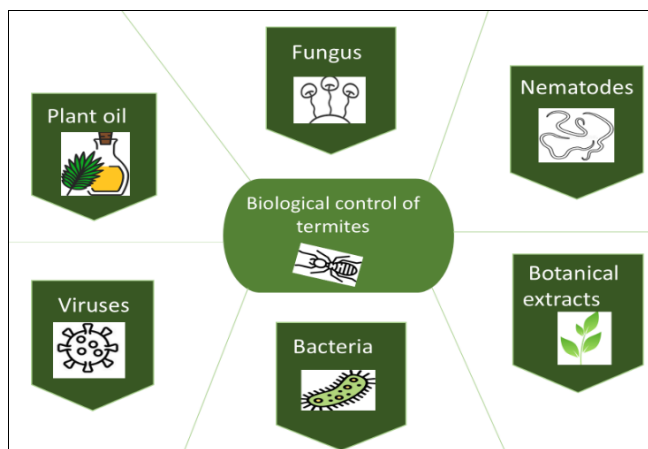 Fungus
Plant oil
Nematodes
Biological control of
termites
Viruses
Bacteria
Botanical
extracts